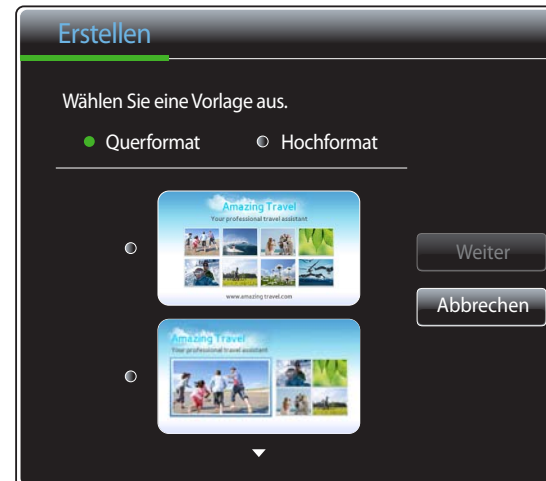 Erstellen
Wählen Sie eine Vorlage aus.
Querformat Hochformat
Amazing Travel
Your professional travel assistant
www.amazing travel.com
Weiter
Abbrechen
Amazing Travel
Your professional travel assistant